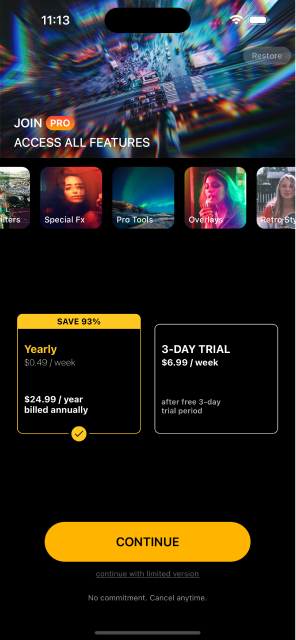 11:13
Restore
JOIN PRO
ACCESS ALL FEATURES
Special Fx
Pro Tools
Overlays
Retro Sty
SAVE 93%
Yearly
$0.49 / week
$24.99 / year
billed annually
3-DAY TRIAL
$6.99 / week
after free 3-day
trial period
CONTINUE
continue with limited version
No commitment. Cancel anytime.